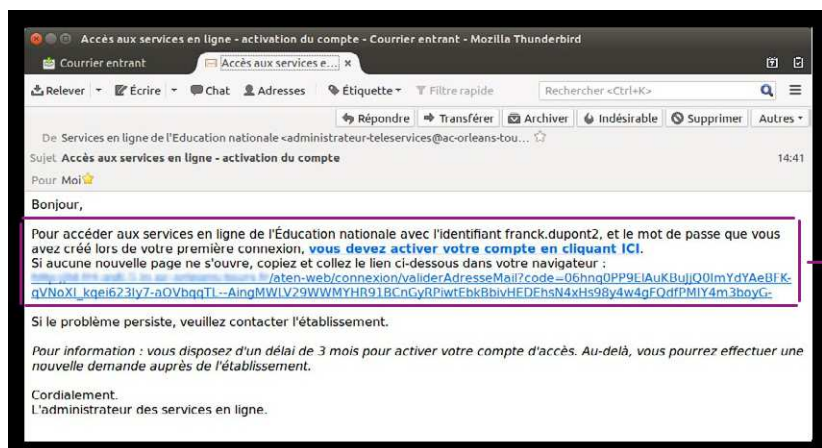 Accès aux services en ligne - activation du compte - Courrier entrant - Mozilla Thunderbird
Courrier entrant Accès aux services e... ×
Relever Écrire Chat Adresses Étiquette Filtre rapide Rechercher <Ctrl+K>
Répondre Transférer Archiver Indésirable Supprimer Autres
De Services en ligne de l'Education nationale <administrateur-teleservices@ac-orleans-tou...
Sujet Accès aux services en ligne - activation du compte 14:41
Pour Moi
Bonjour,
Pour accéder aux services en ligne de l'Éducation nationale avec l'identifiant franck.dupont2, et le mot de passe que vous
avez créé lors de votre première connexion, vous devez activer votre compte en cliquant ICI.
Si aucune nouvelle page ne s'ouvre, copiez et collez le lien ci-dessous dans votre navigateur :
/aten-web/connexion/validerAdresseMail?code=
Si le problème persiste, veuillez contacter l'établissement.
Pour information : vous disposez d'un délai de 3 mois pour activer votre compte d'accès. Au-delà, vous pourrez effectuer une
nouvelle demande auprès de l'établissement.
Cordialement.
L'administrateur des services en ligne.